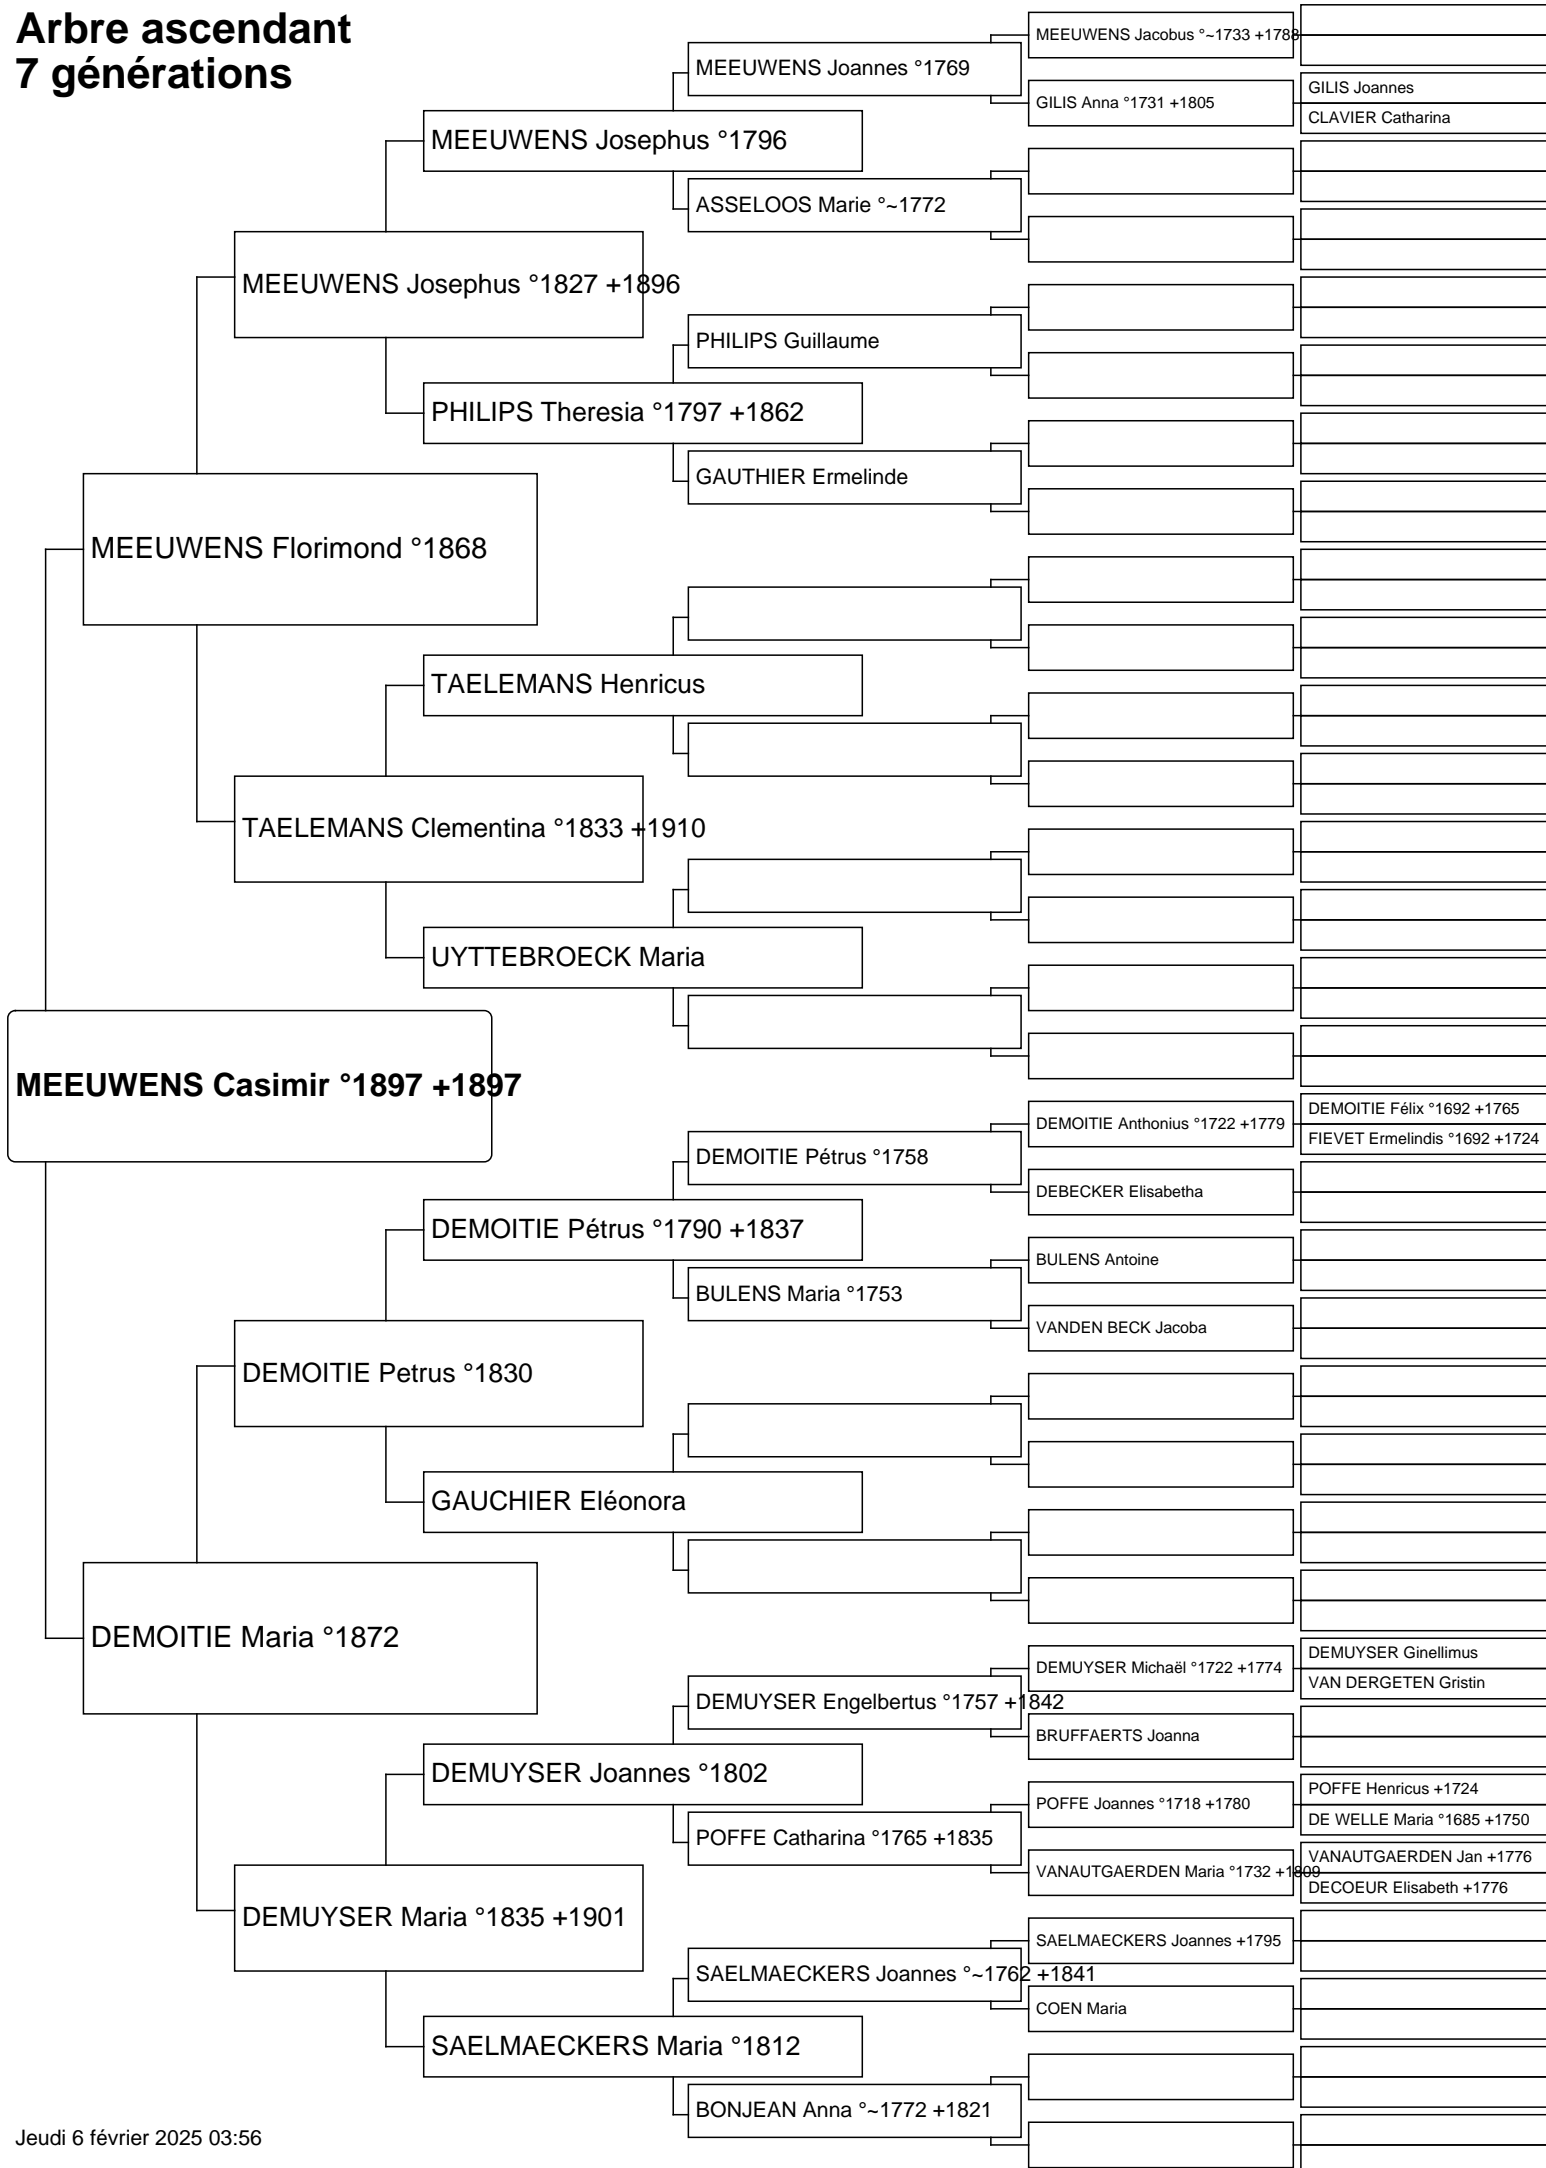 Arbre ascendant
7 générations
MEEUWENS Jacobus °~1733 +1788
MEEUWENS Joannes °1769
GILIS Joannes
GILIS Anna °1731 +1805
CLAVIER Catharina
MEEUWENS Josephus °1796
ASSELOOS Marie °~1772
MEEUWENS Josephus °1827 +1896
PHILIPS Guillaume
PHILIPS Theresia °1797 +1862
GAUTHIER Ermelinde
MEEUWENS Florimond °1868
TAELEMANS Henricus
TAELEMANS Clementina °1833 +1910
UYTTEBROECK Maria
MEEUWENS Casimir °1897 +1897
DEMOITIE Félix °1692 +1765
DEMOITIE Anthonius °1722 +1779
FIEVET Ermelindis °1692 +1724
DEMOITIE Pétrus °1758
DEBECKER Elisabetha
DEMOITIE Pétrus °1790 +1837
BULENS Antoine
BULENS Maria °1753
VANDEN BECK Jacoba
DEMOITIE Petrus °1830
GAUCHIER Eléonora
DEMOITIE Maria °1872
DEMUYSER Ginellimus
DEMUYSER Michaël °1722 +1774
VAN DERGETEN Gristin
DEMUYSER Engelbertus °1757 +1842
BRUFFAERTS Joanna
DEMUYSER Joannes °1802
POFFE Henricus +1724
POFFE Joannes °1718 +1780
DE WELLE Maria °1685 +1750
POFFE Catharina °1765 +1835
VANAUTGAERDEN Jan +1776
VANAUTGAERDEN Maria °1732 +1809
DECOEUR Elisabeth +1776
DEMUYSER Maria °1835 +1901
SAELMAECKERS Joannes +1795
SAELMAECKERS Joannes °~1762 +1841
COEN Maria
SAELMAECKERS Maria °1812
BONJEAN Anna °~1772 +1821
Jeudi 6 février 2025 03:56